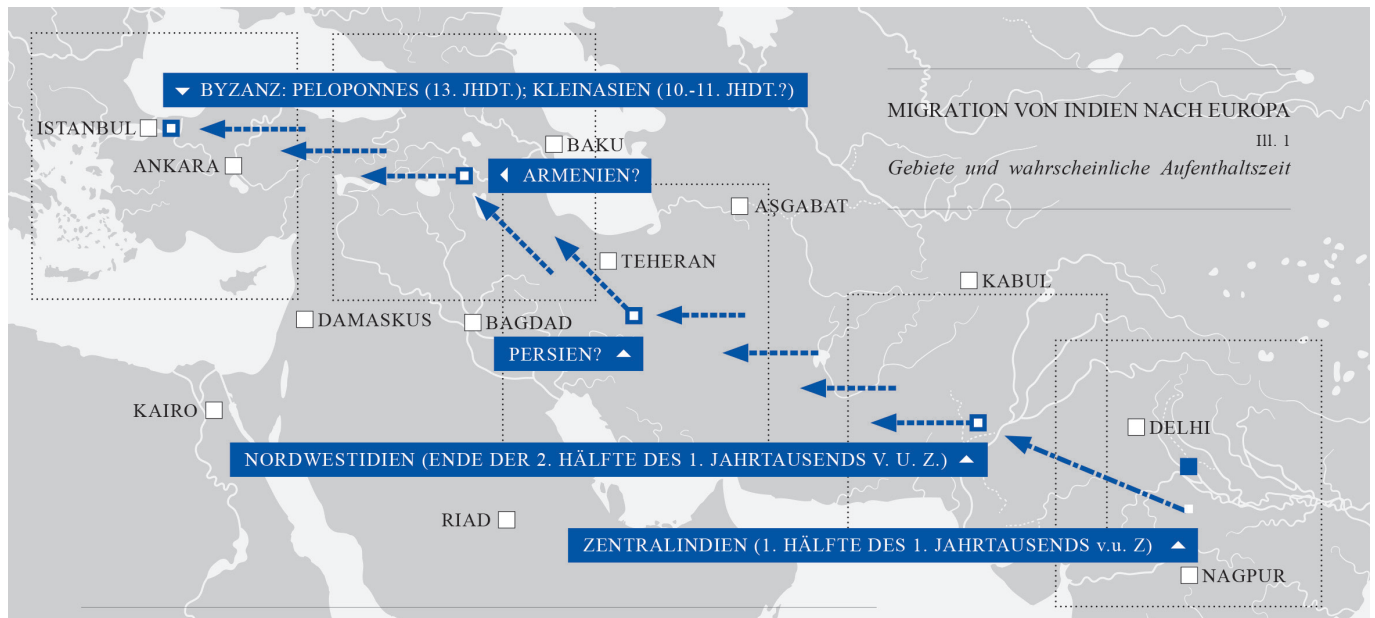 BYZANZ: PELOPONNES (13. JHDT.); KLEINASIEN (10.-11. JHDT.?)
MIGRATION VON INDIEN NACH EUROPA
Ill. 1
Gebiete und wahrscheinliche Aufenthaltszeit
ISTANBUL
ANKARA
BAKU
ARMENIEN?
AŞGABAT
TEHERAN
KABUL
DAMASKUS
BAGDAD
PERSIEN?
KAIRO
DELHI
NORDWESTIDIEN (ENDE DER 2. HÄLFTE DES 1. JAHRTAUSENDS V. U. Z.)
RIAD
ZENTRALINDIEN (1. HÄLFTE DES 1. JAHRTAUSENDS v.u. Z)
NAGPUR